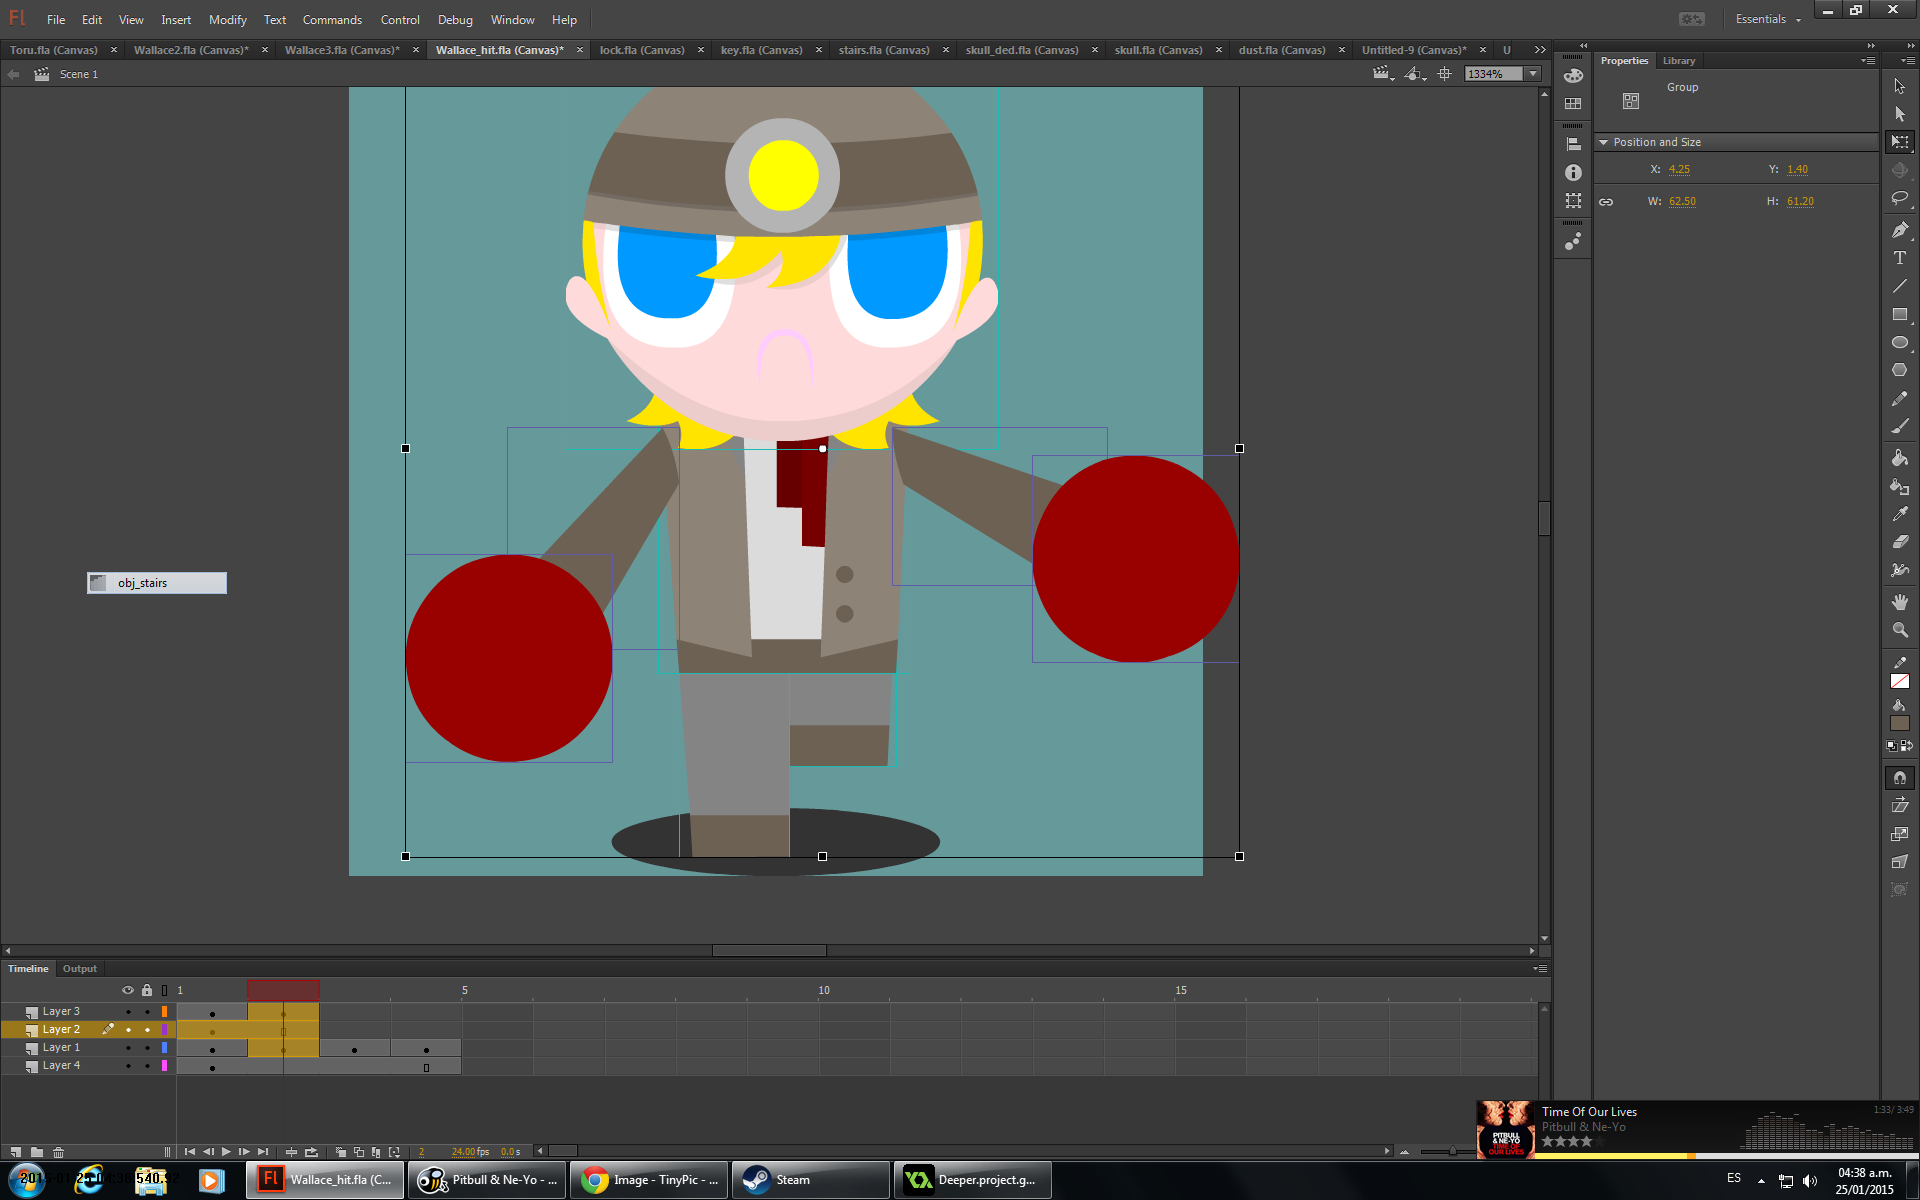 Fl File Edit View Insert Modify Text Commands Control Debug Window Help Essentials
Toru.fla (Canvas) × Wallace2.fla (Canvas)* × Wallace3.fla (Canvas)* × Wallace_hit.fla (Canvas)* × lock.fla (Canvas) × key.fla (Canvas) × stairs.fla (Canvas) × skull_ded.fla (Canvas) × skull.fla (Canvas) × dust.fla (Canvas) × Untitled-9 (Canvas)* × U
Scene 1 1334%
Properties Library
Group
Position and Size
X: 4.25 Y: 1.40
W: 62.50 H: 61.20
T
obj_stairs
Timeline Output
1 5 10 15
Layer 3
Layer 2
Layer 1
Layer 4
2 24.00 fps 0.0 s
PITBULL
& NE-YO
TIME OF
OUR LIVES
Time Of Our Lives 1:33/ 3:49
Pitbull & Ne-Yo
Fl Wallace_hit.fla (C... Pitbull & Ne-Yo - ... Image - TinyPic - ... Steam Deeper.project.g...
ES 04:38 a.m.
25/01/2015